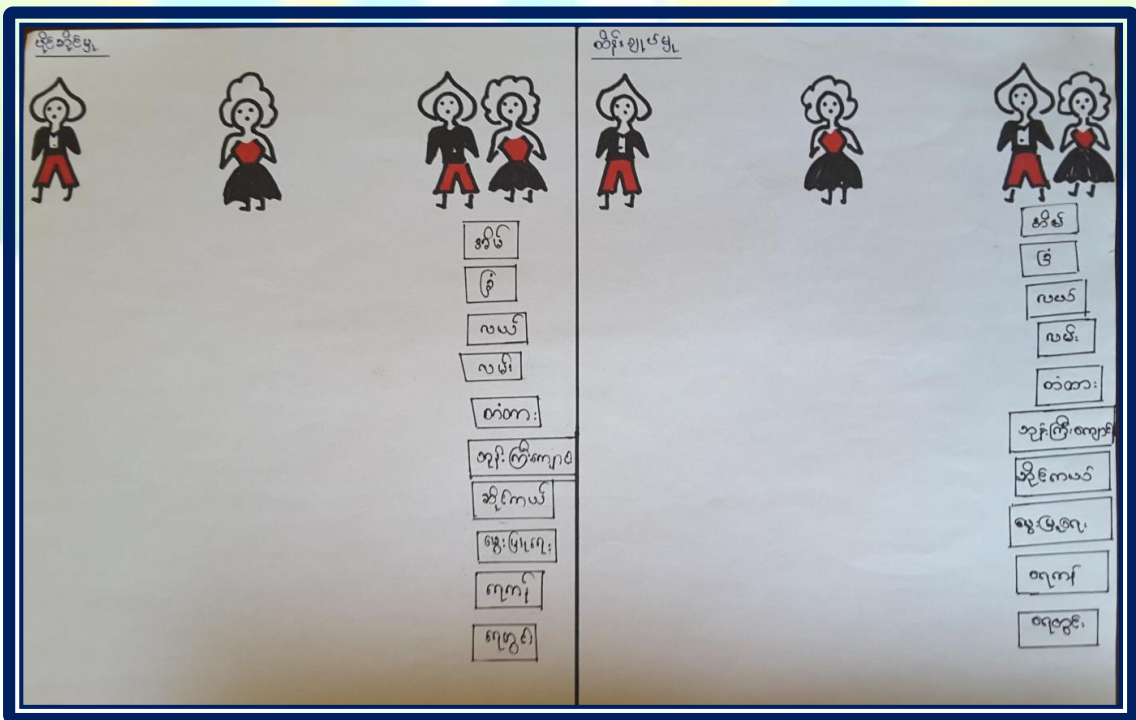 ပိုင်ဆိုင်မှု
အိမ်
ခြံ
လယ်
လမ်း
တံတား
ဘုန်းကြီးကျောင်း
ဆိုင်ကယ်
မွေးမြူရေး
ရေကန်
ရေတွင်း
ထိန်းချုပ်မှု
အိမ်
ခြံ
လယ်
လမ်း
တံတား
ဘုန်းကြီးကျောင်း
ဆိုင်ကယ်
မွေးမြူရေး
ရေကန်
ရေတွင်း